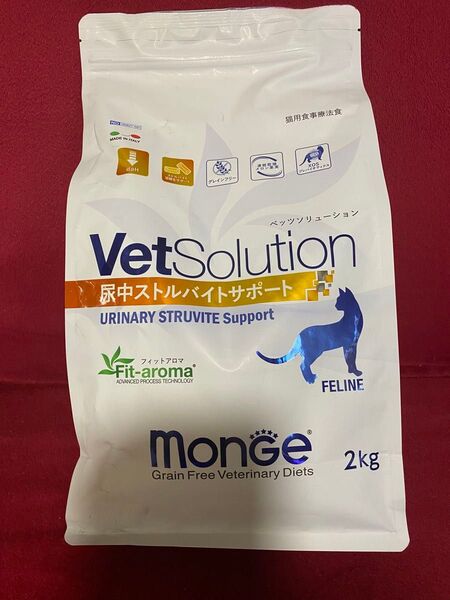 猫用食事療法食
MADE IN ITALY
pH
グレインフリー
XOS
ベッツソリューション
VetSolution
尿中ストルバイトサポート
URINARY STRUVITE Support
フィットアロマ
Fit-aroma®
ADVANCED PROCESS TECHNOLOGY
FELINE
monge®
Grain Free Veterinary Diets
2kg